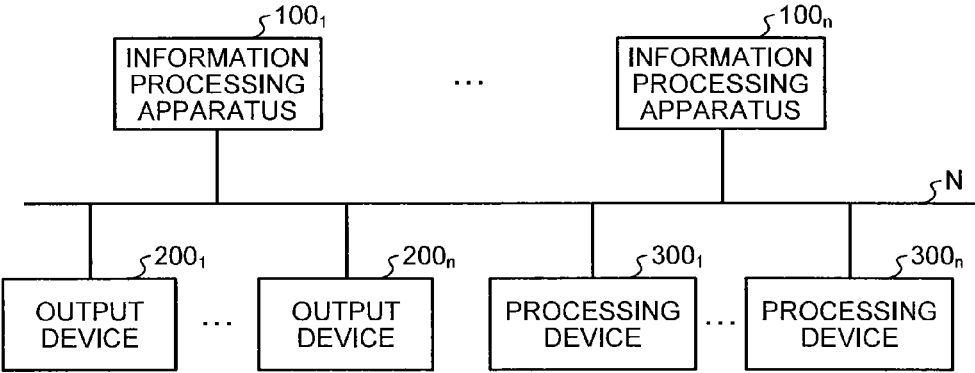 100₁
100ₙ
INFORMATION
PROCESSING
APPARATUS
...
INFORMATION
PROCESSING
APPARATUS
N
200₁
200ₙ
300₁
300ₙ
OUTPUT
DEVICE
...
OUTPUT
DEVICE
PROCESSING
DEVICE
...
PROCESSING
DEVICE